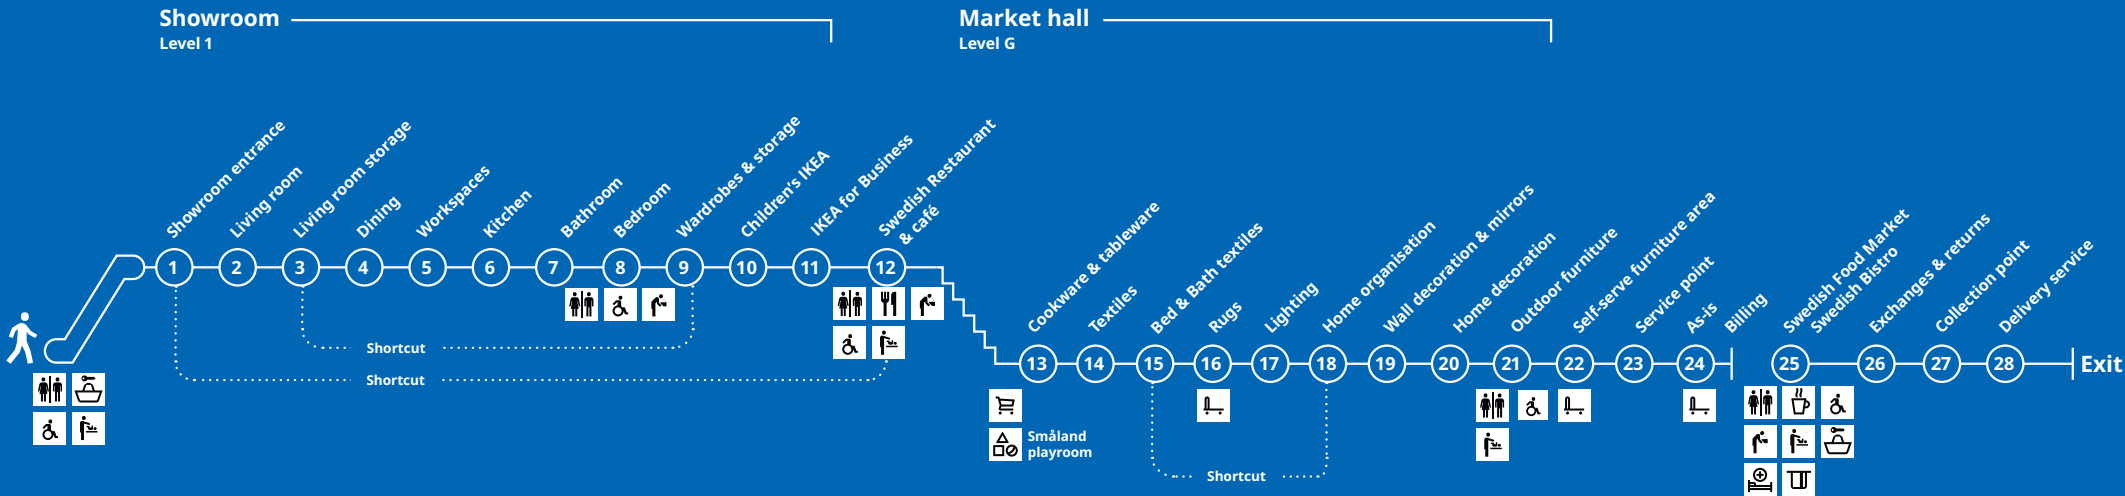 Showroom
Level 1
Market hall
Level G
Showroom entrance
Living room
Living room storage
Dining
Workspaces
Kitchen
Bathroom
Bedroom
Wardrobes & storage
Children's IKEA
IKEA for Business
Swedish Restaurant
& café
1
2
3
4
5
6
7
8
9
10
11
12
Shortcut
Shortcut
Cookware & tableware
Textiles
Bed & Bath textiles
Rugs
Lighting
Home organisation
Wall decoration & mirrors
Home decoration
Outdoor furniture
Self-serve furniture area
Service point
As-is
Billing
Swedish Food Market
Swedish Bistro
Exchanges & returns
Collection point
Delivery service
13
14
15
16
17
18
19
20
21
22
23
24
25
26
27
28
Exit
Småland
playroom
Shortcut